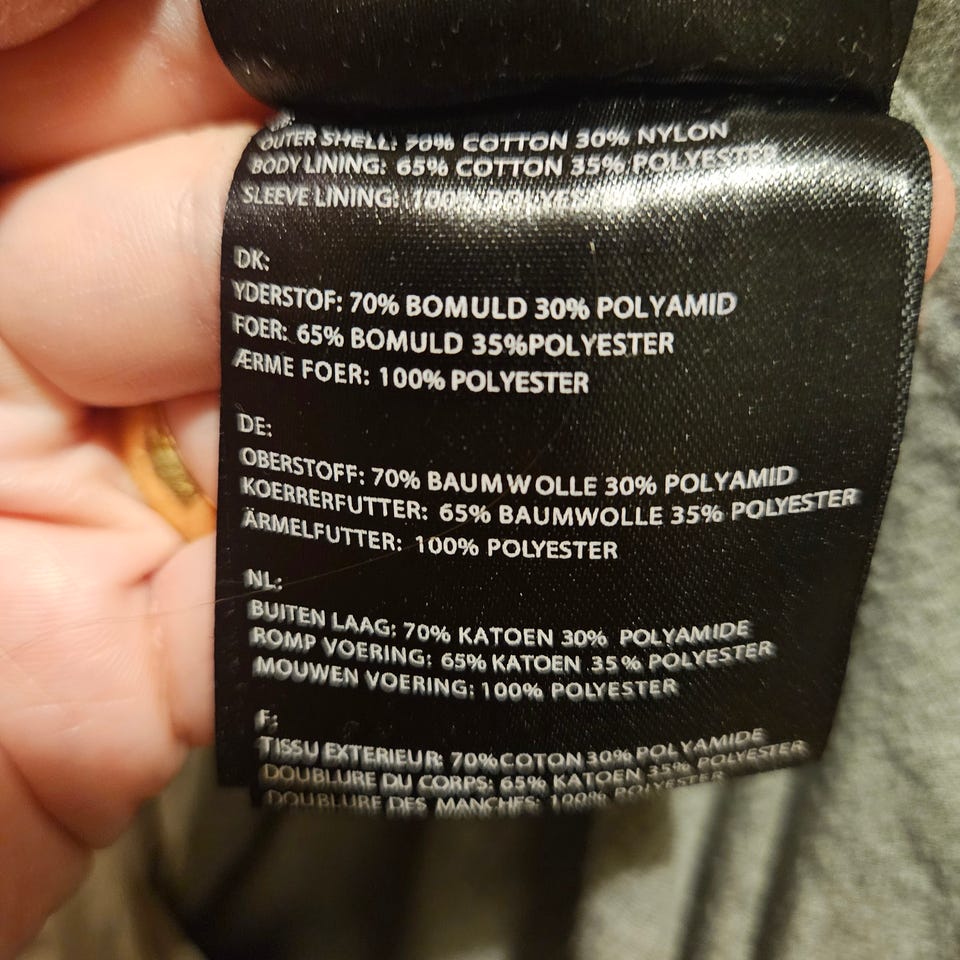 OUTER SHELL: 70% COTTON 30% NYLON
BODY LINING: 65% COTTON 35% POLYESTER
SLEEVE LINING: 100% POLYESTER
DK:
YDERSTOF: 70% BOMULD 30% POLYAMID
FOER: 65% BOMULD 35%POLYESTER
ÆRME FOER: 100% POLYESTER
DE:
OBERSTOFF: 70% BAUMWOLLE 30% POLYAMID
KOERRERFUTTER: 65% BAUMWOLLE 35% POLYESTER
ÄRMELFUTTER: 100% POLYESTER
NL:
BUITEN LAAG: 70% KATOEN 30% POLYAMIDE
ROMP VOERING: 65% KATOEN 35% POLYESTER
MOUWEN VOERING: 100% POLYESTER
F:
TISSU EXTERIEUR: 70%COTON 30% POLYAMIDE
DOUBLURE DU CORPS: 65% KATOEN 35% POLYESTER
DOUBLURE DES MANCHES: 100% POLYESTER